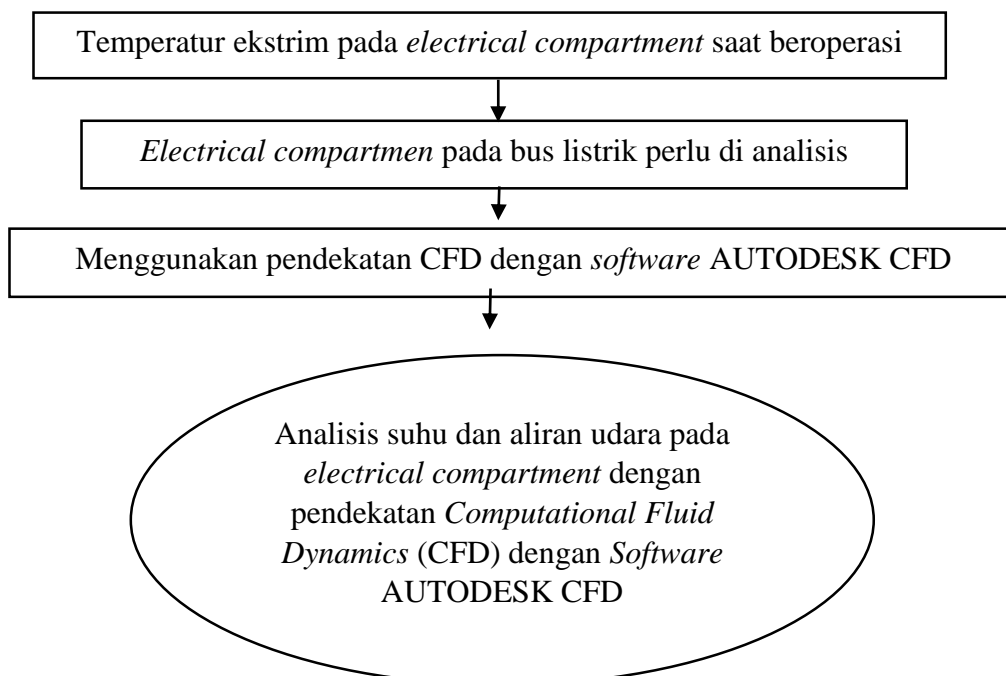 Temperatur ekstrim pada electrical compartment saat beroperasi
Electrical compartmen pada bus listrik perlu di analisis
Menggunakan pendekatan CFD dengan software AUTODESK CFD
Analisis suhu dan aliran udara pada
electrical compartment dengan
pendekatan Computational Fluid
Dynamics (CFD) dengan Software
AUTODESK CFD